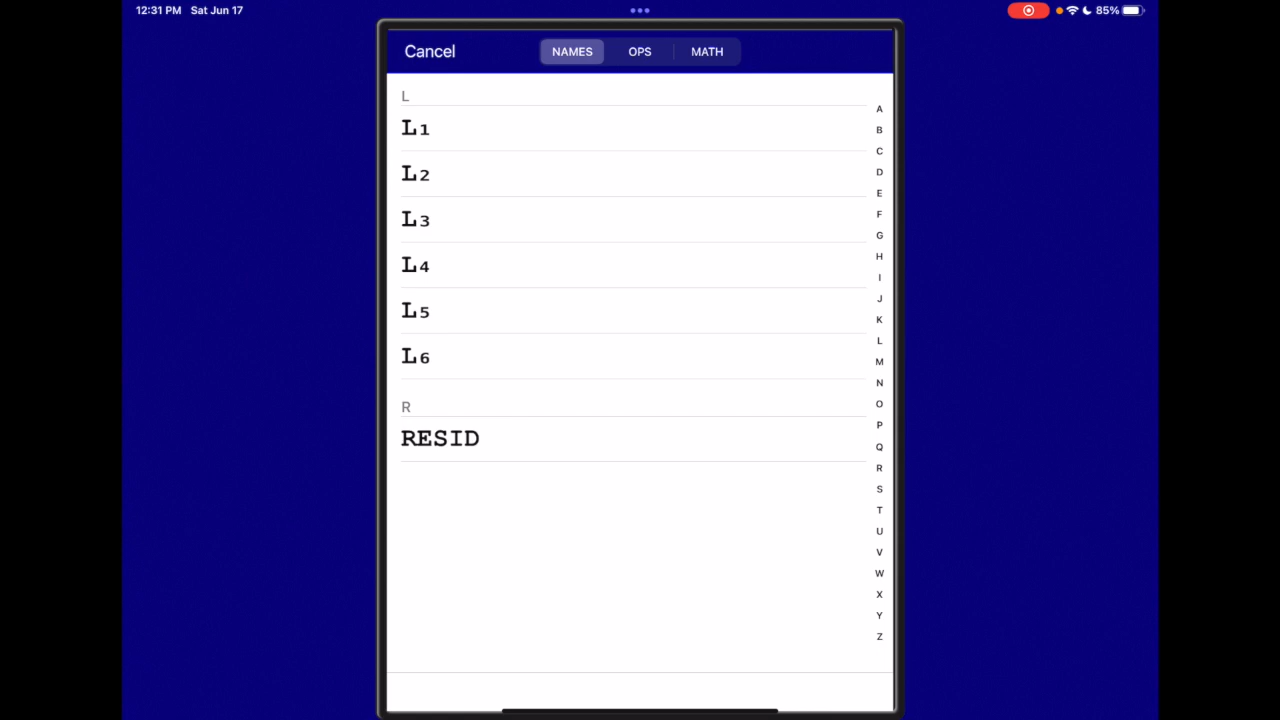 12:31 PM Sat Jun 17
85%
Cancel NAMES OPS MATH
L
L1
L2
L3
L4
L5
L6
R
RESID
A
B
C
D
E
F
G
H
I
J
K
L
M
N
O
P
Q
R
S
T
U
V
W
X
Y
Z